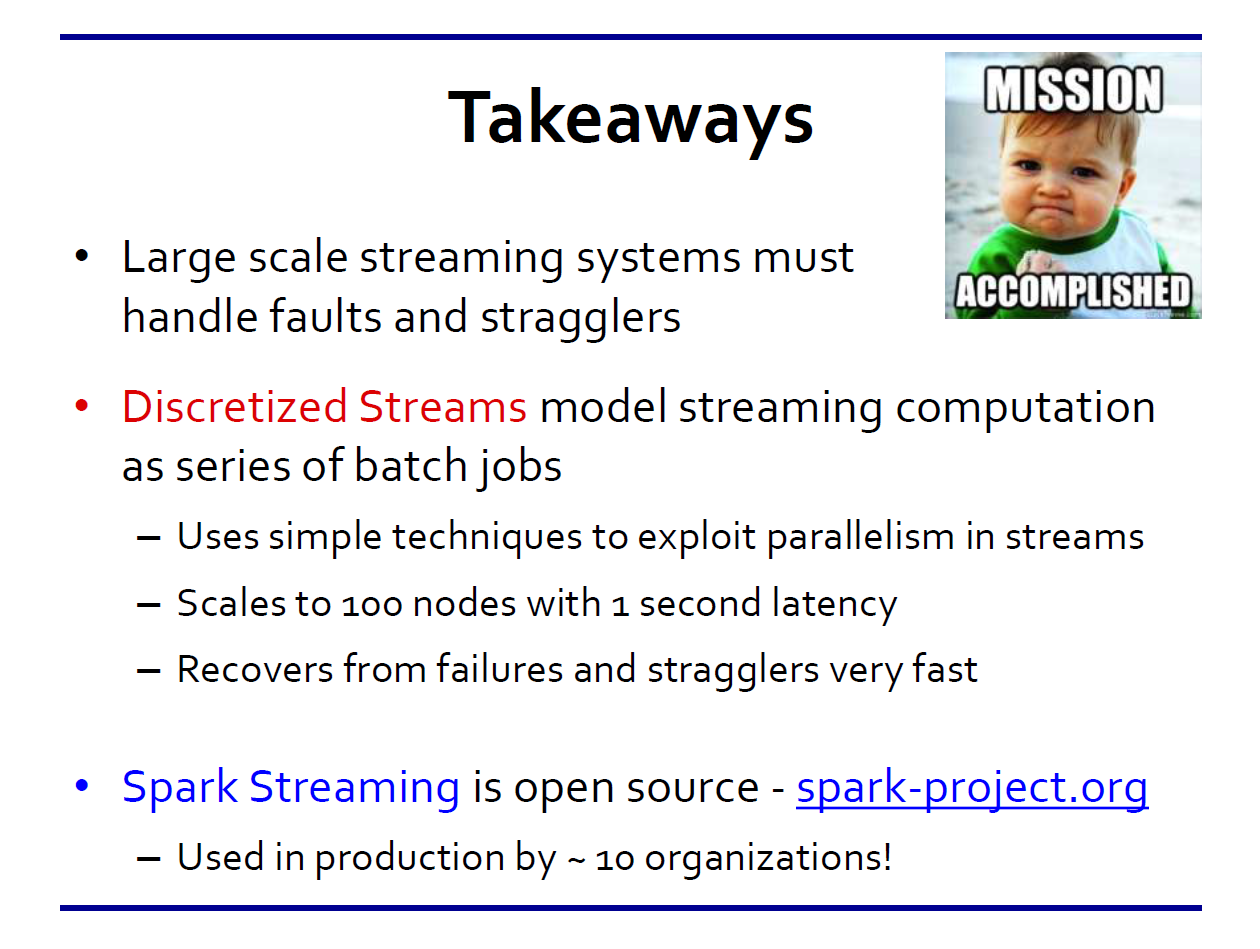 Takeaways
MISSION
ACCOMPLISHED
• Large scale streaming systems must
handle faults and stragglers
• Discretized Streams model streaming computation
as series of batch jobs
– Uses simple techniques to exploit parallelism in streams
– Scales to 100 nodes with 1 second latency
– Recovers from failures and stragglers very fast
• Spark Streaming is open source - spark-project.org
– Used in production by ~ 10 organizations!